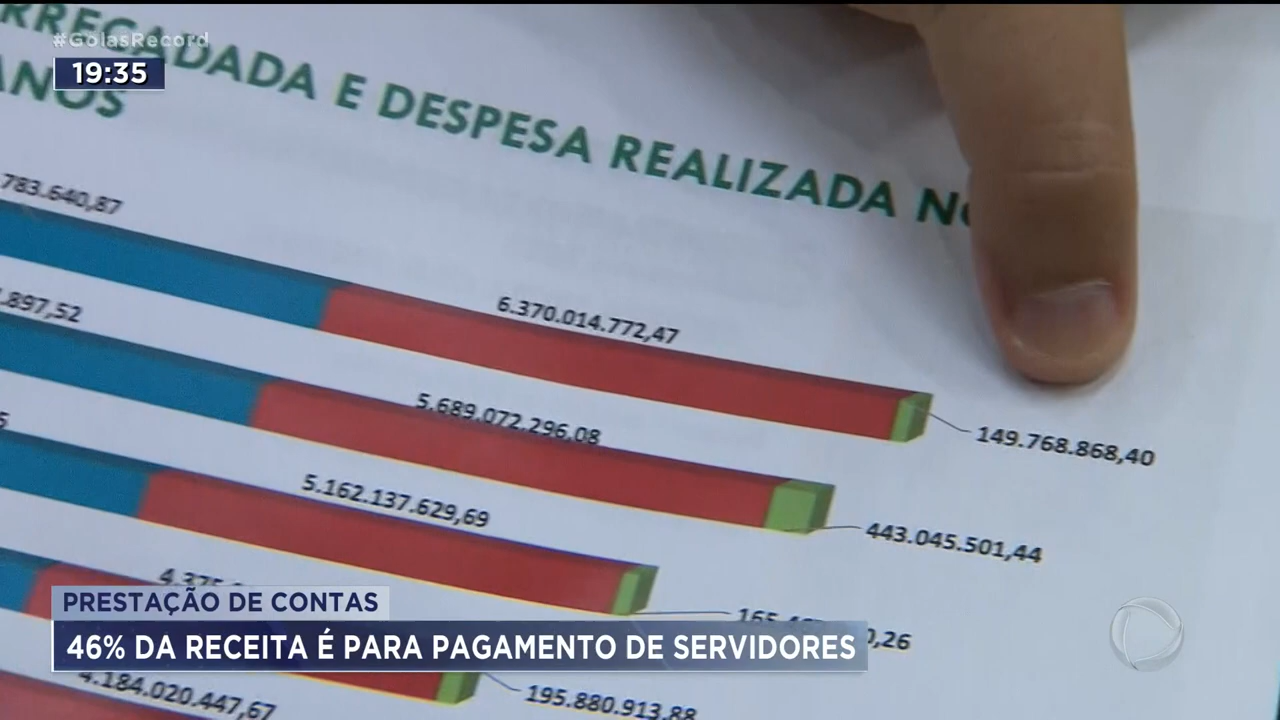 #GoiasRecord
19:35
E DESPESA REALIZADA
ANOS
783.640,87
6.370.014.772,47
.897,52
5.689.072.296,08
149.768.868,40
5.162.137.629,69
443.045.501,44
PRESTAÇÃO DE CONTAS
46% DA RECEITA É PARA PAGAMENTO DE SERVIDORES
4.184.020.447,67
195.880.913,88